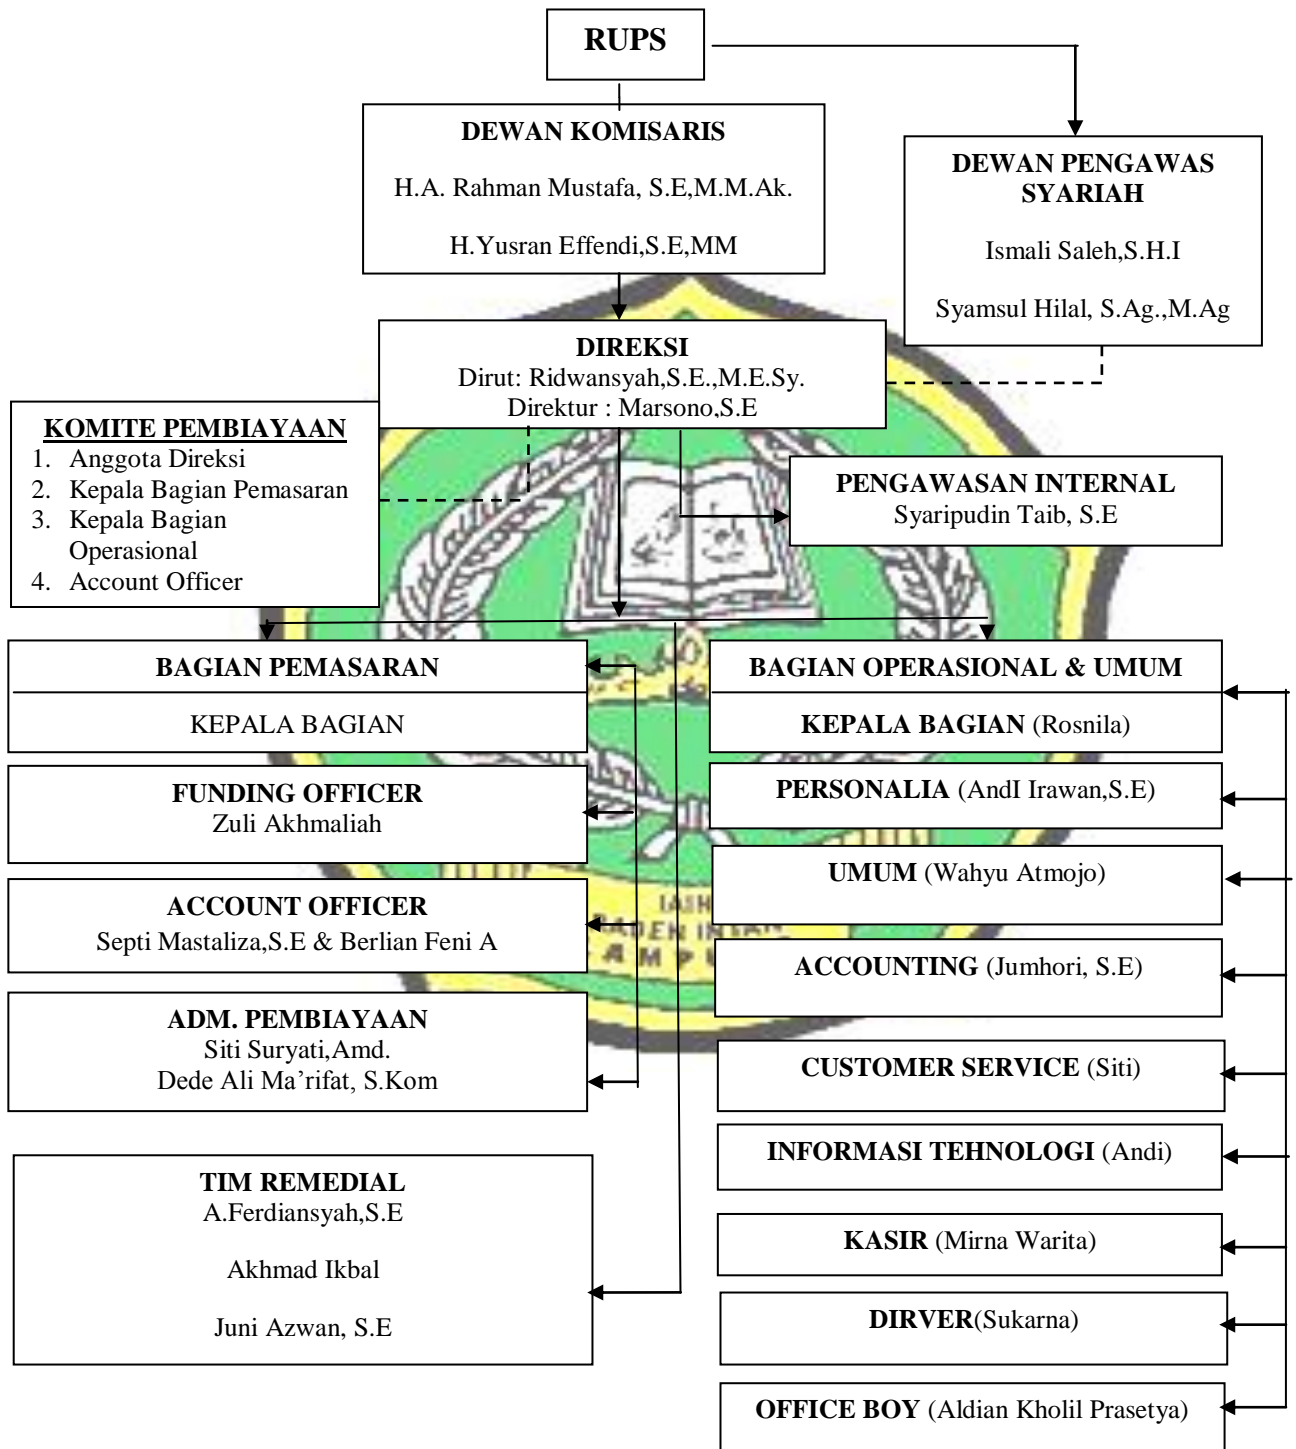 RUPS
DEWAN KOMISARIS
H.A. Rahman Mustafa, S.E,M.M.Ak.
H.Yusran Effendi,S.E,MM
DEWAN PENGAWAS
SYARIAH
Ismali Saleh,S.H.I
Syamsul Hilal, S.Ag.,M.Ag
DIREKSI
Dirut: Ridwansyah,S.E.,M.E.Sy.
Direktur : Marsono,S.E
KOMITE PEMBIAYAAN
1. Anggota Direksi
2. Kepala Bagian Pemasaran
3. Kepala Bagian
Operasional
4. Account Officer
PENGAWASAN INTERNAL
Syaripudin Taib, S.E
BAGIAN PEMASARAN
KEPALA BAGIAN
FUNDING OFFICER
Zuli Akhmaliah
ACCOUNT OFFICER
Septi Mastaliza,S.E & Berlian Feni A
ADM. PEMBIAYAAN
Siti Suryati,Amd.
Dede Ali Ma’rifat, S.Kom
TIM REMEDIAL
A.Ferdiansyah,S.E
Akhmad Ikbal
Juni Azwan, S.E
BAGIAN OPERASIONAL & UMUM
KEPALA BAGIAN (Rosnila)
PERSONALIA (AndI Irawan,S.E)
UMUM (Wahyu Atmojo)
ACCOUNTING (Jumhori, S.E)
CUSTOMER SERVICE (Siti)
INFORMASI TEHNOLOGI (Andi)
KASIR (Mirna Warita)
DIRVER(Sukarna)
OFFICE BOY (Aldian Kholil Prasetya)
IAIN
RADEN INTAN